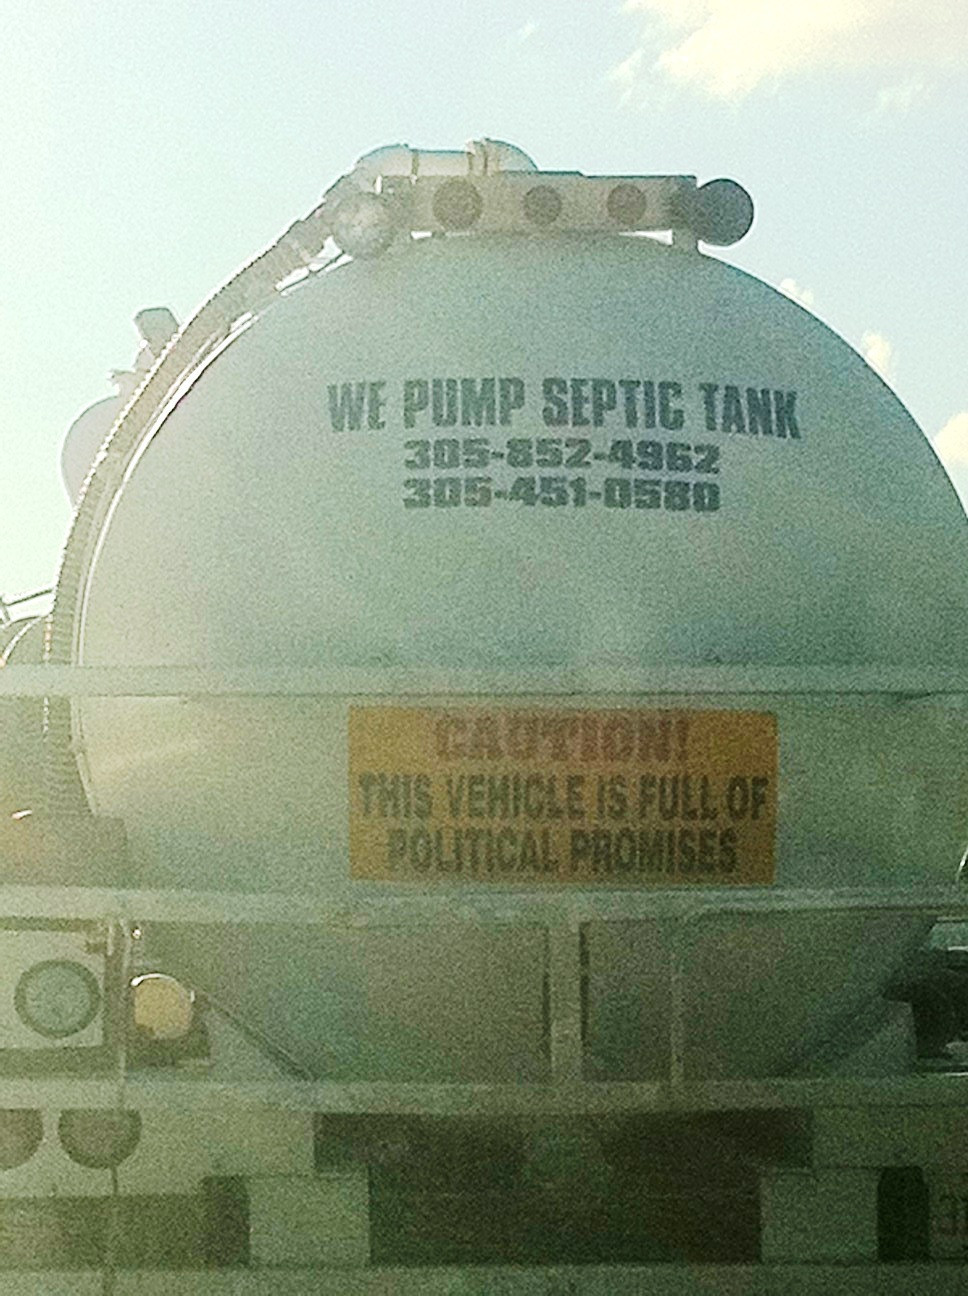 WE PUMP SEPTIC TANK
305-852-4962
305-451-0580
CAUTION!
THIS VEHICLE IS FULL OF
POLITICAL PROMISES